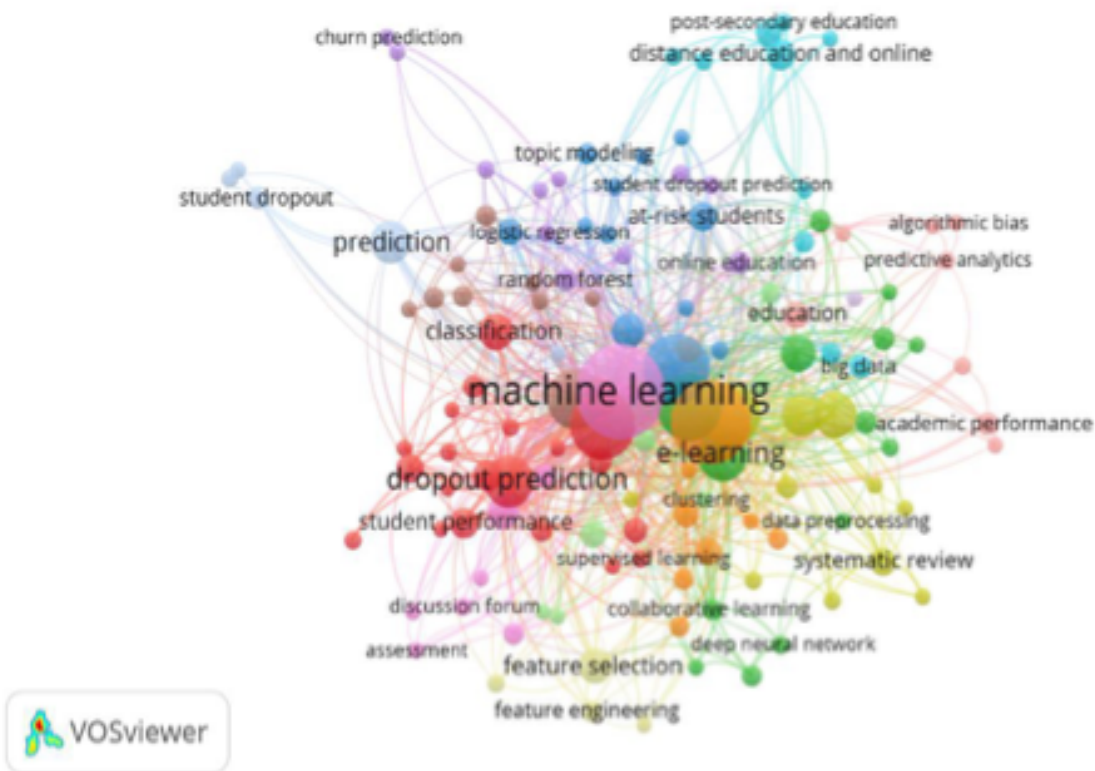 post-secondary education
churn prediction
distance education and online
topic modeling
student dropout prediction
student dropout
at-risk students
algorithmic bias
logistic regression
prediction
online education
predictive analytics
random forest
education
classification
big data
machine learning
academic performance
e-learning
dropout prediction
clustering
student performance
data preprocessing
supervised learning
systematic review
discussion forum
collaborative learning
deep neural network
assessment
feature selection
feature engineering
VOSviewer